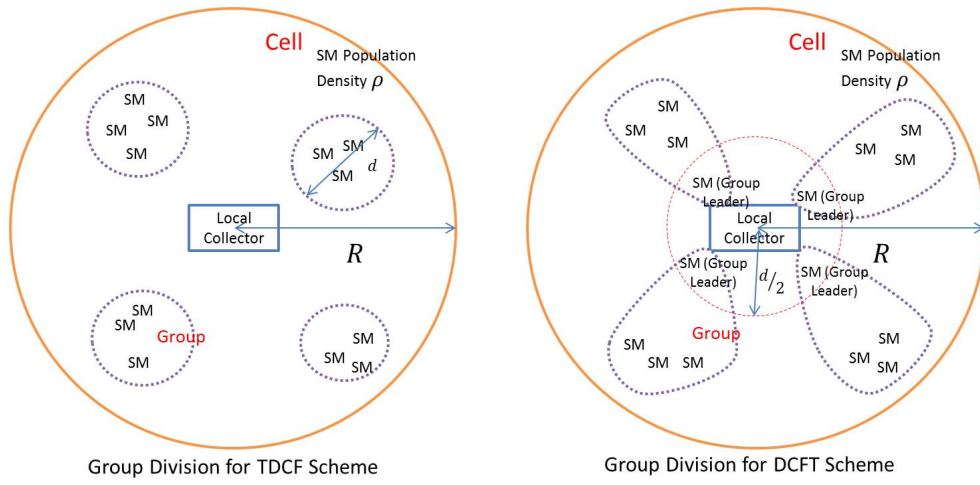 Cell
SM Population
Density ρ
SM
SM
SM
SM
SM
SM
SM
d
Local
Collector
R
SM
SM
SM
Group
SM
SM
SM
Group Division for TDCF Scheme
Cell
SM Population
Density ρ
SM
SM
SM
SM
SM
SM
SM (Group
Leader)
SM (Group
Leader)
Local
Collector
R
SM (Group
Leader)
d/2
SM (Group
Leader)
Group
SM
SM
SM
SM
SM
SM
Group Division for DCFT Scheme